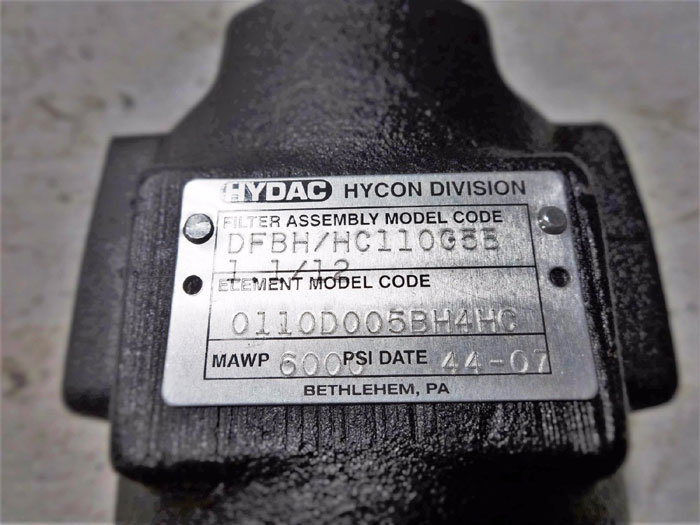 HYDAC HYCON DIVISION
FILTER ASSEMBLY MODEL CODE
DFBH/HC110G5B
1.1/12
ELEMENT MODEL CODE
0110D005BH4HC
MAWP 6000 PSI DATE 44-07
BETHLEHEM, PA